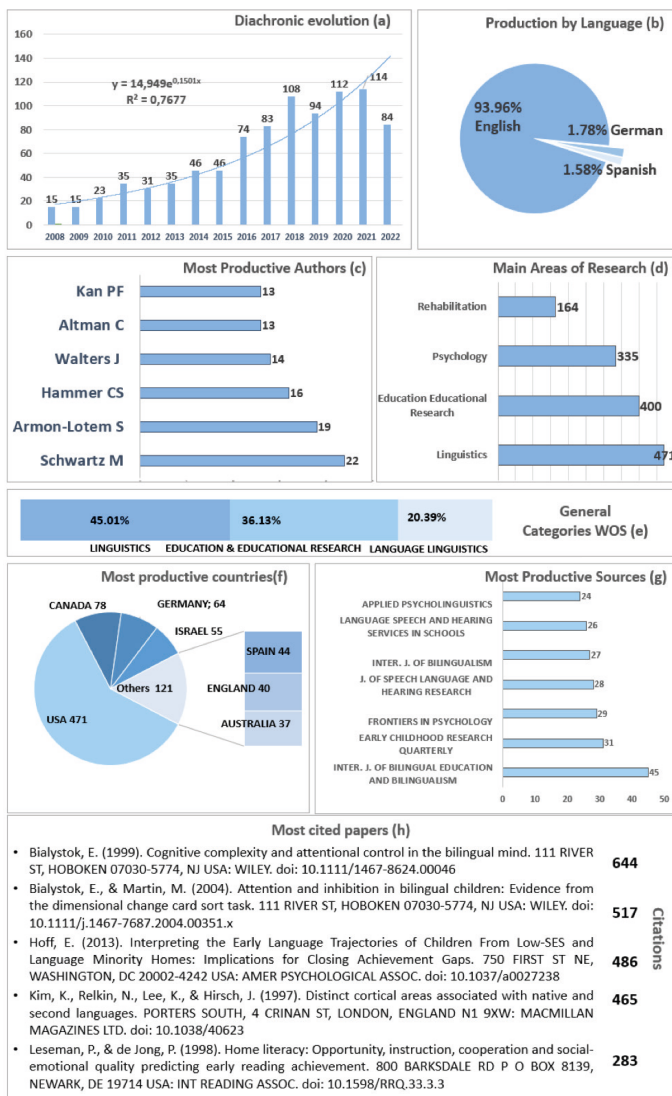 Diachronic evolution (a)
160
140
120
100
80
60
40
20
0
y = 14,949e^0,1501x
R² = 0,7677
15
15
23
35
31
35
46
46
74
83
108
94
112
114
84
2008
2009
2010
2011
2012
2013
2014
2015
2016
2017
2018
2019
2020
2021
2022
Production by Language (b)
93.96%
English
1.78% German
1.58% Spanish
Most Productive Authors (c)
Kan PF 13
Altman C 13
Walters J 14
Hammer CS 16
Armon-Lotem S 19
Schwartz M 22
Main Areas of Research (d)
Rehabilitation 164
Psychology 335
Education Educational
Research 400
Linguistics 471
45.01% 36.13% 20.39%
LINGUISTICS EDUCATION & EDUCATIONAL RESEARCH LANGUAGE LINGUISTICS
General
Categories WOS (e)
Most productive countries(f)
CANADA 78
GERMANY; 64
ISRAEL 55
Others 121
USA 471
SPAIN 44
ENGLAND 40
AUSTRALIA 37
Most Productive Sources (g)
APPLIED PSYCHOLINGUISTICS 24
LANGUAGE SPEECH AND HEARING
SERVICES IN SCHOOLS 26
INTER. J. OF BILINGUALISM 27
J. OF SPEECH LANGUAGE AND
HEARING RESEARCH 28
FRONTIERS IN PSYCHOLOGY 29
EARLY CHILDHOOD RESEARCH
QUARTERLY 31
INTER. J. OF BILINGUAL EDUCATION
AND BILINGUALISM 45
0 10 20 30 40 50
Most cited papers (h)
• Bialystok, E. (1999). Cognitive complexity and attentional control in the bilingual mind. 111 RIVER
ST, HOBOKEN 07030-5774, NJ USA: WILEY. doi: 10.1111/1467-8624.00046
644
• Bialystok, E., & Martin, M. (2004). Attention and inhibition in bilingual children: Evidence from
the dimensional change card sort task. 111 RIVER ST, HOBOKEN 07030-5774, NJ USA: WILEY. doi:
10.1111/j.1467-7687.2004.00351.x
517
• Hoff, E. (2013). Interpreting the Early Language Trajectories of Children From Low-SES and
Language Minority Homes: Implications for Closing Achievement Gaps. 750 FIRST ST NE,
WASHINGTON, DC 20002-4242 USA: AMER PSYCHOLOGICAL ASSOC. doi: 10.1037/a0027238
486
• Kim, K., Relkin, N., Lee, K., & Hirsch, J. (1997). Distinct cortical areas associated with native and
second languages. PORTERS SOUTH, 4 CRINAN ST, LONDON, ENGLAND N1 9XW: MACMILLAN
MAGAZINES LTD. doi: 10.1038/40623
465
• Leseman, P., & de Jong, P. (1998). Home literacy: Opportunity, instruction, cooperation and social-
emotional quality predicting early reading achievement. 800 BARKSDALE RD P O BOX 8139,
NEWARK, DE 19714 USA: INT READING ASSOC. doi: 10.1598/RRQ.33.3.3
283
Citations